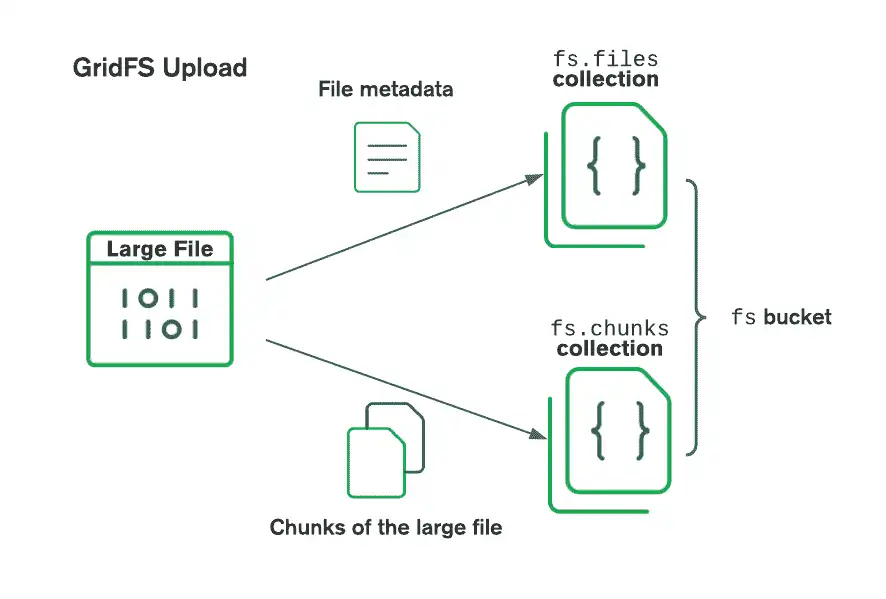 GridFS Upload
File metadata
fs.files
collection
{ }
Large File
1011
1101
fs.chunks
collection
{ }
fs bucket
Chunks of the large file